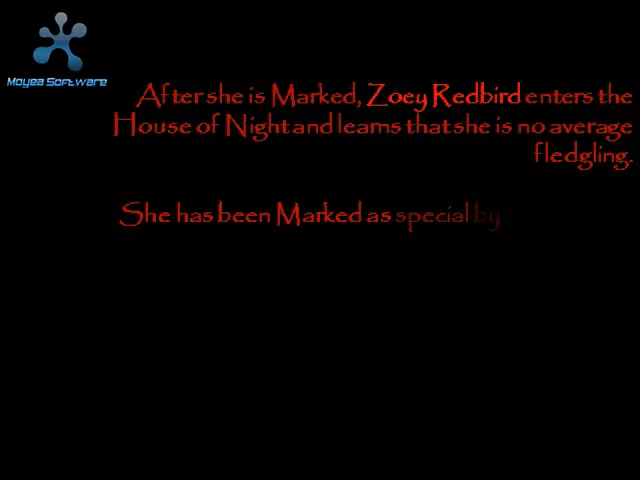 Moyea Software
After she is Marked, Zoey Redbird enters the
House of Night and learns that she is no average
fledgling.
She has been Marked as special by